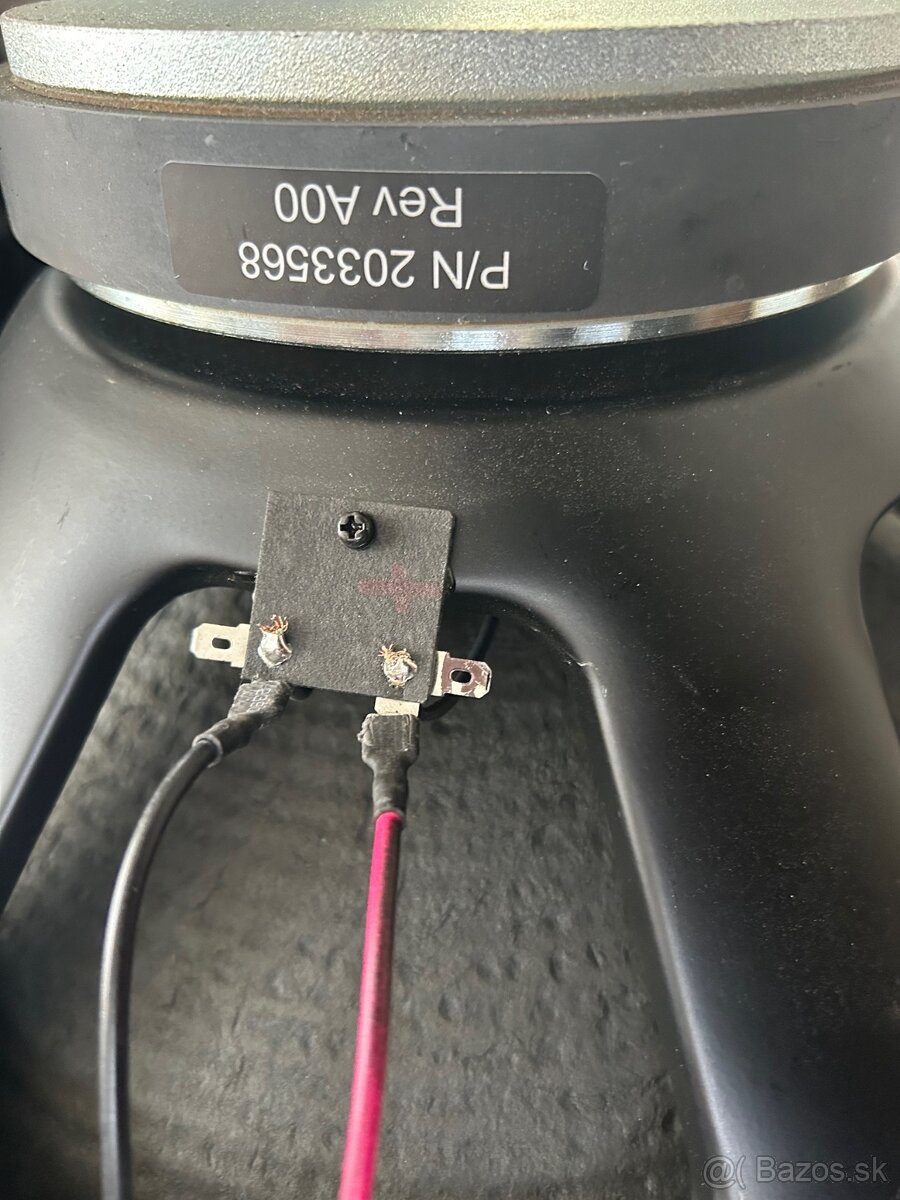 P/N 2033568
Rev A00
@( Bazos.sk